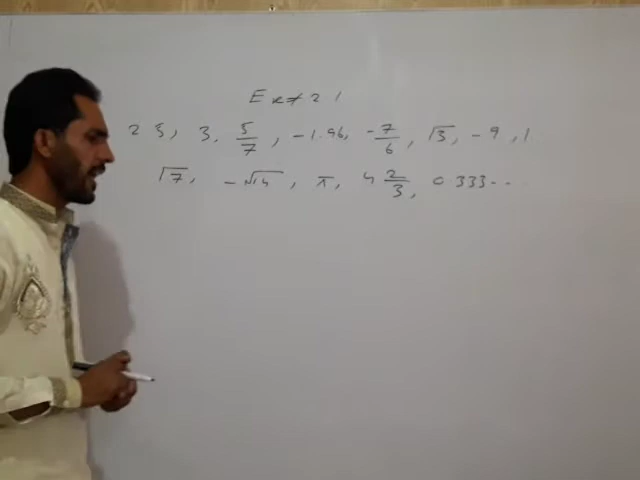 Ex # 2 1
2 5, 3, 5/7, -1.96, -7/6, √3, -9, 1
√7, -√14, π, 4 2/3, 0.333...